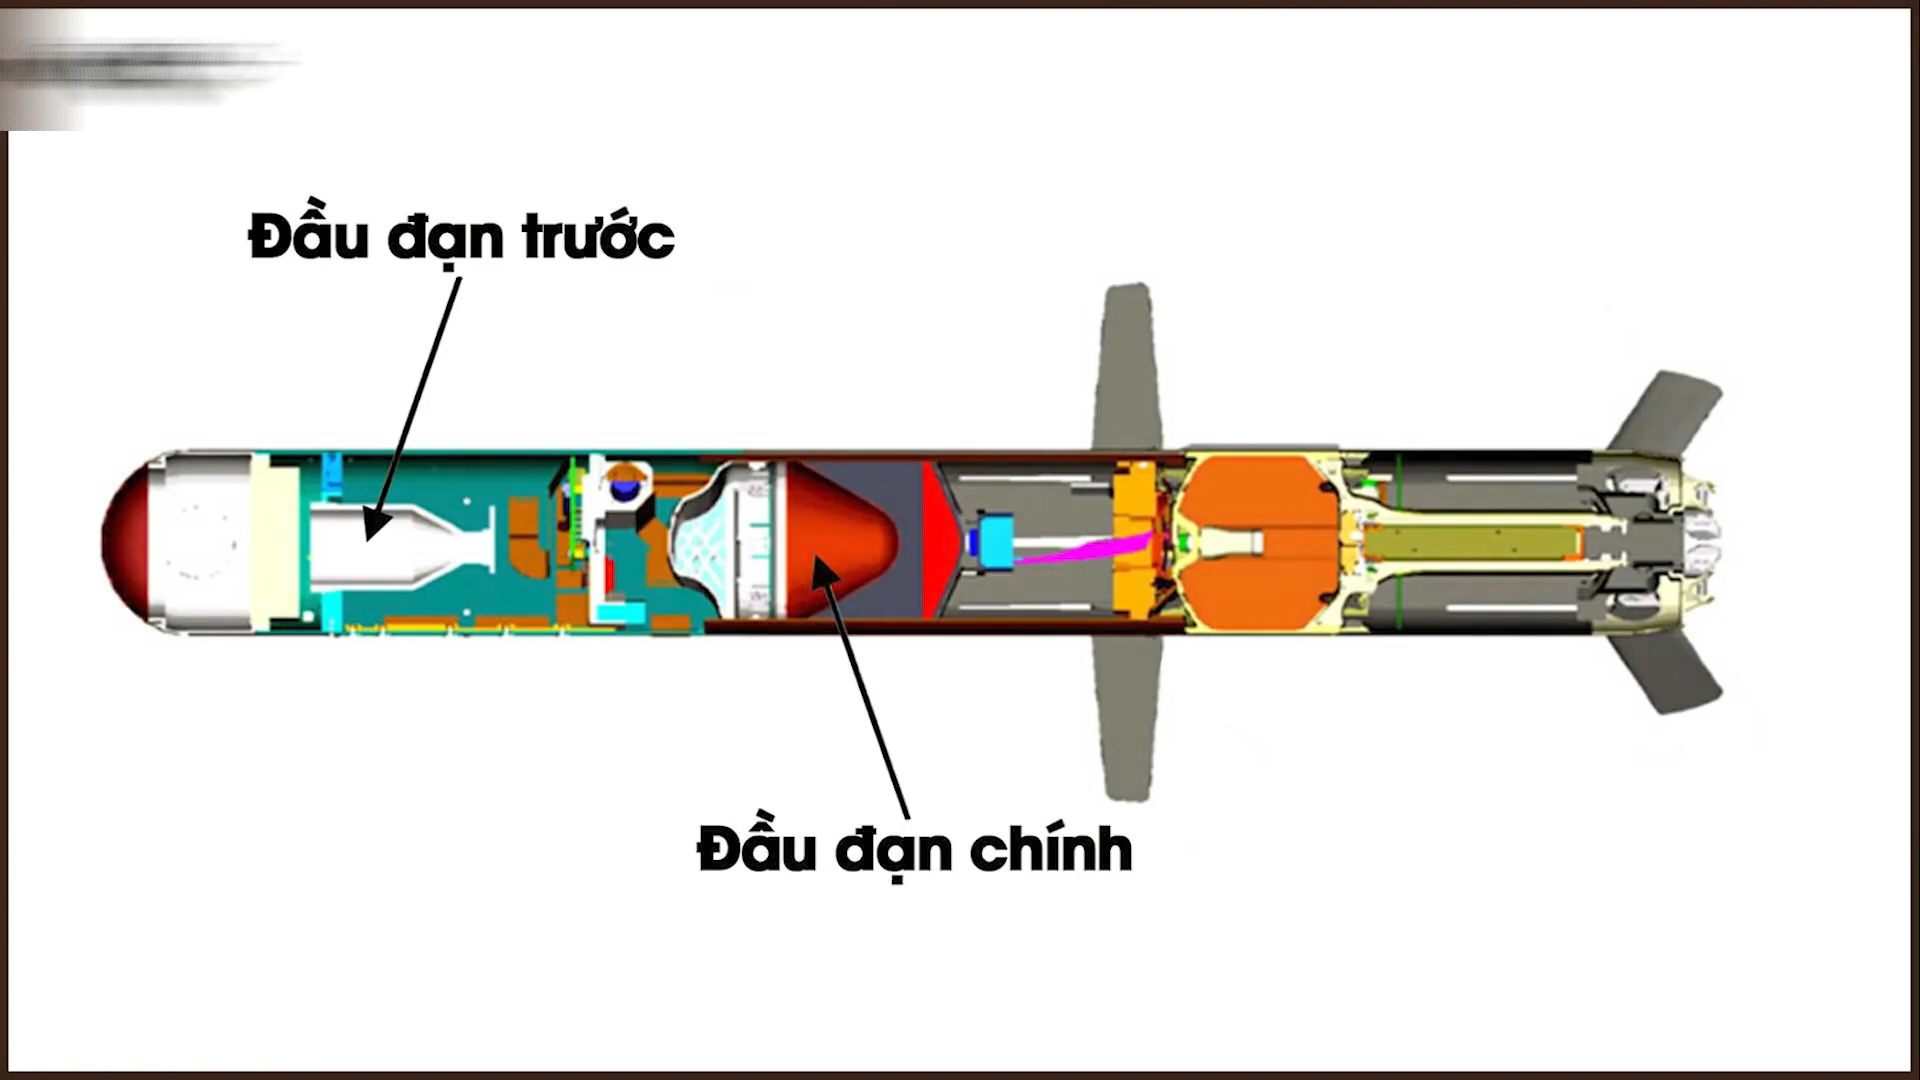 Đầu đạn trước
Đầu đạn chính